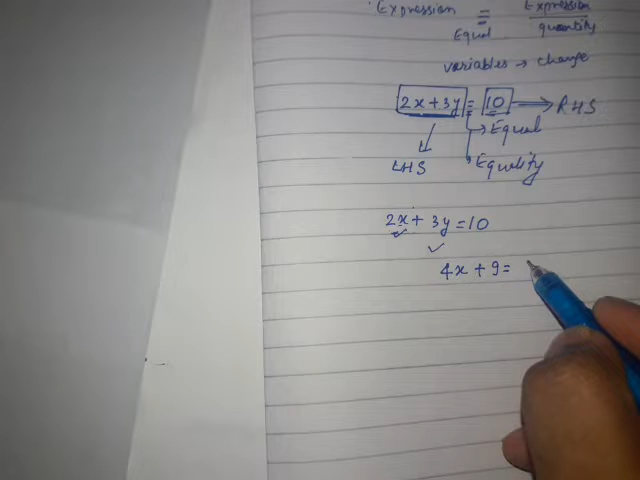 Expression = Expression
Equal quantity
variables → change
2x+3y = 10 → RHS
→ Equal
LHS Equality
2x + 3y = 10
4x + 9 =